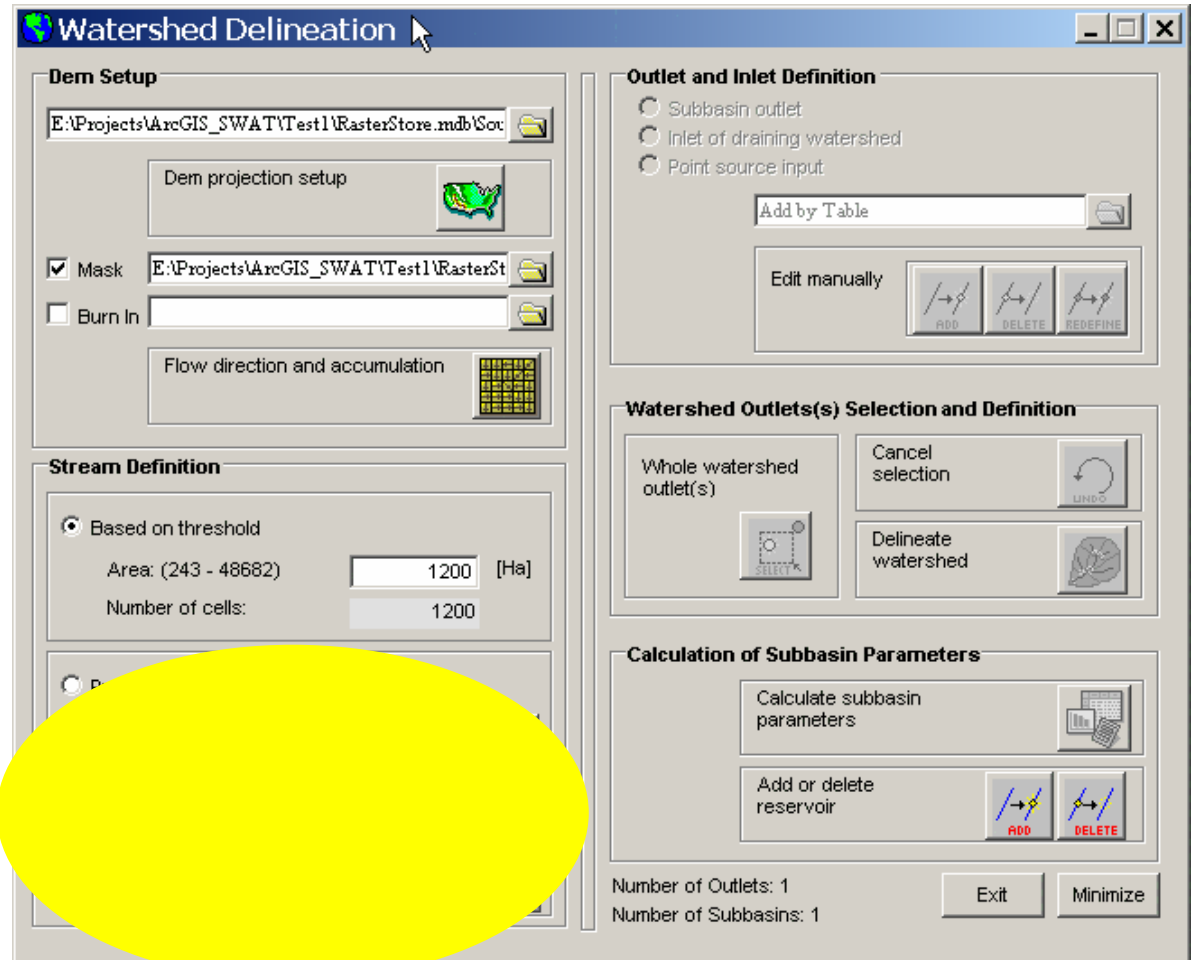 Watershed Delineation
Dem Setup
E:\Projects\ArcGIS_SWAT\Test1\RasterStore.mdb\Sou
Dem projection setup
Mask E:\Projects\ArcGIS_SWAT\Test1\RasterSt
Burn In
Flow direction and accumulation
Stream Definition
Based on threshold
Area: (243 - 48682) 1200 [Ha]
Number of cells: 1200
Outlet and Inlet Definition
Subbasin outlet
Inlet of draining watershed
Point source input
Add by Table
Edit manually
ADD DELETE REDEFINE
Watershed Outlets(s) Selection and Definition
Whole watershed
outlet(s)
SELECT
Cancel
selection
UNDO
Delineate
watershed
Calculation of Subbasin Parameters
Calculate subbasin
parameters
Add or delete
reservoir
ADD DELETE
Number of Outlets: 1
Number of Subbasins: 1
Exit Minimize